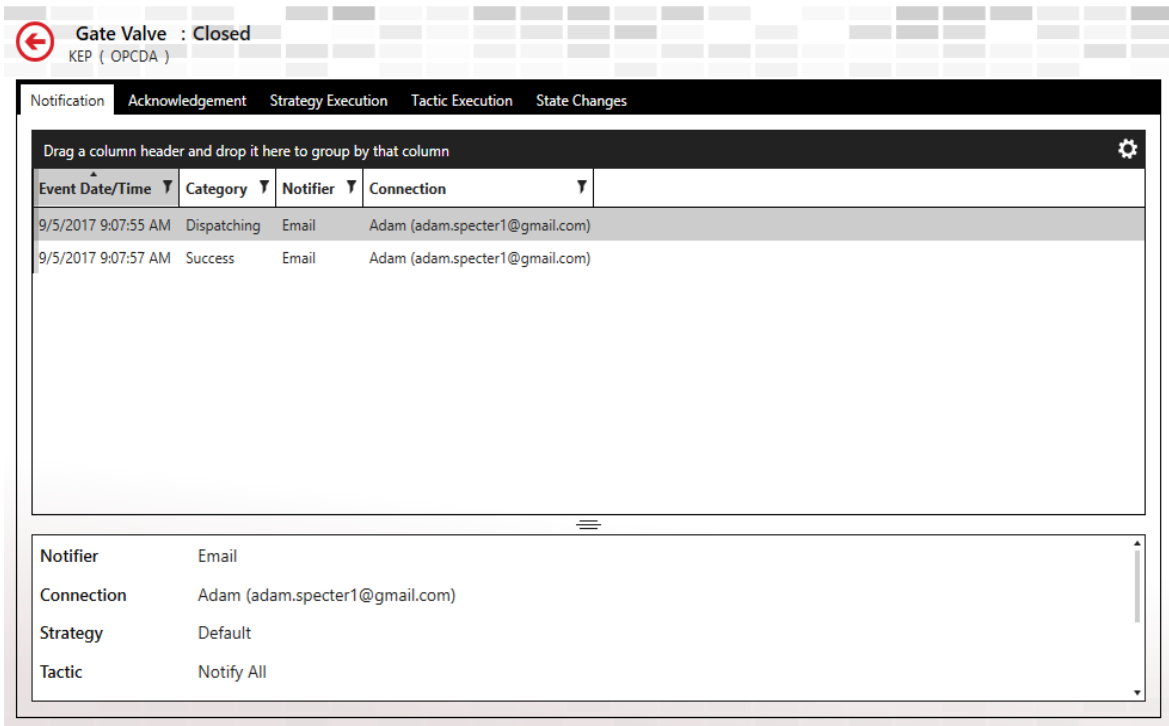 Gate Valve : Closed
KEP ( OPCDA )
Notification Acknowledgement Strategy Execution Tactic Execution State Changes
Drag a column header and drop it here to group by that column
Event Date/Time Category Notifier Connection
9/5/2017 9:07:55 AM Dispatching Email Adam (adam.specter1@gmail.com)
9/5/2017 9:07:57 AM Success Email Adam (adam.specter1@gmail.com)
Notifier Email
Connection Adam (adam.specter1@gmail.com)
Strategy Default
Tactic Notify All